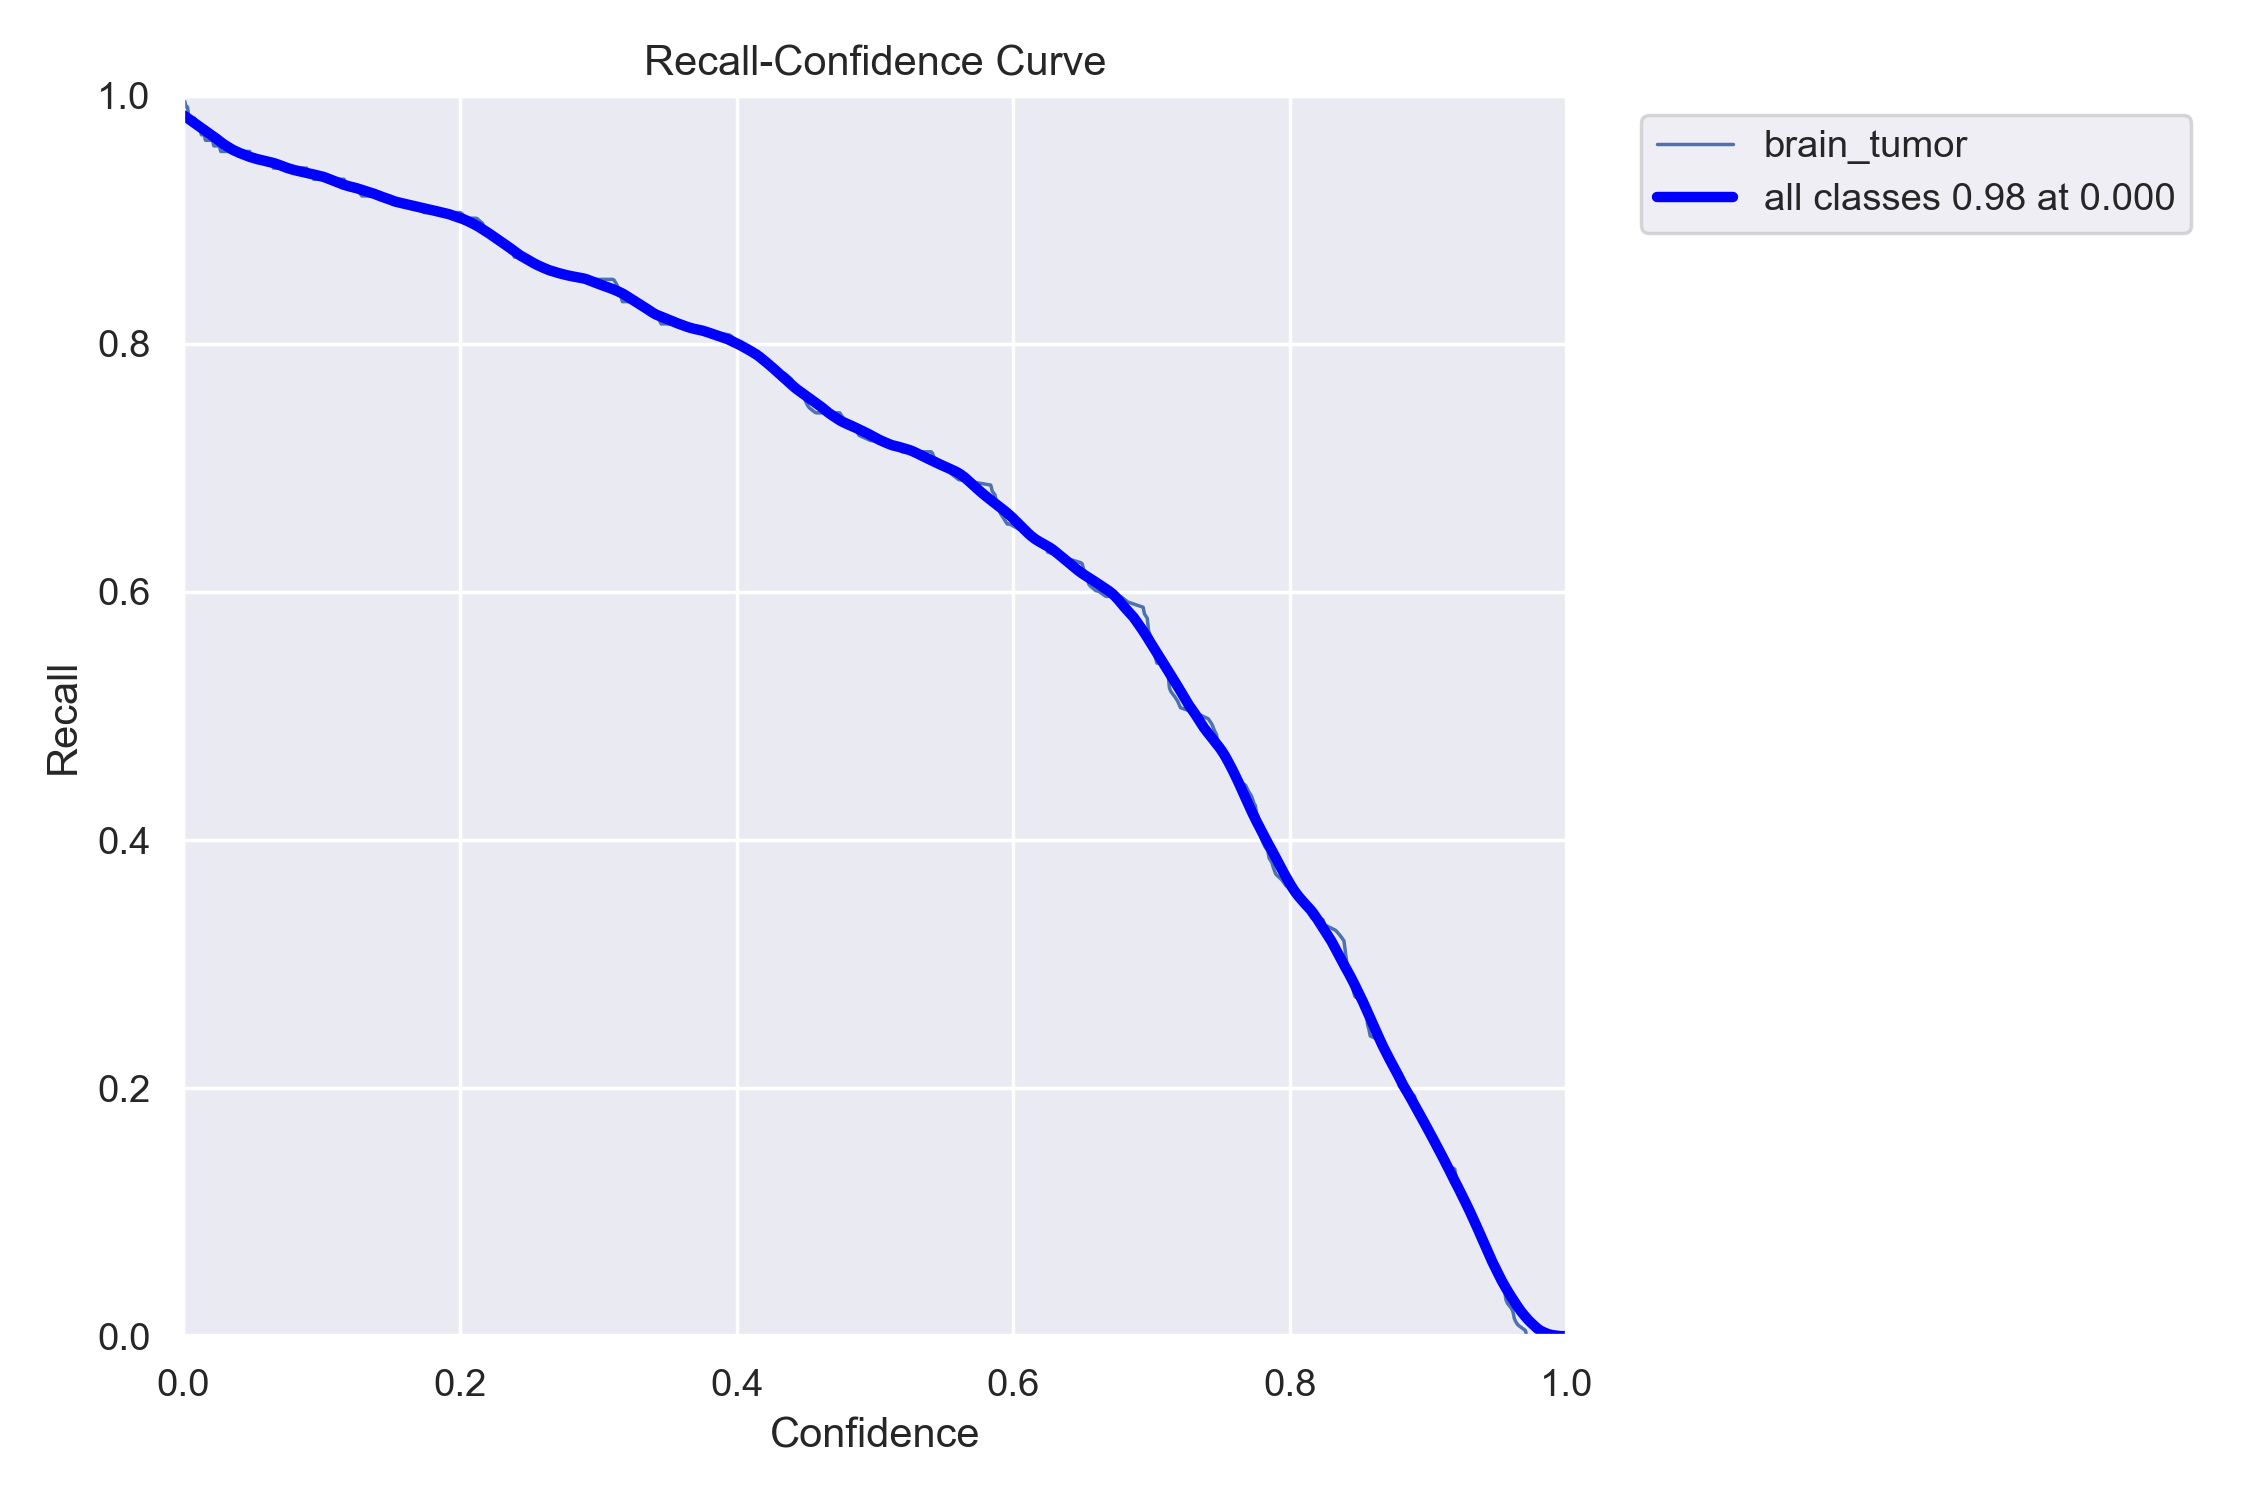 Recall-Confidence Curve
1.0
0.8
0.6
0.4
0.2
0.0
Recall
0.0 0.2 0.4 0.6 0.8 1.0
Confidence
brain_tumor
all classes 0.98 at 0.000